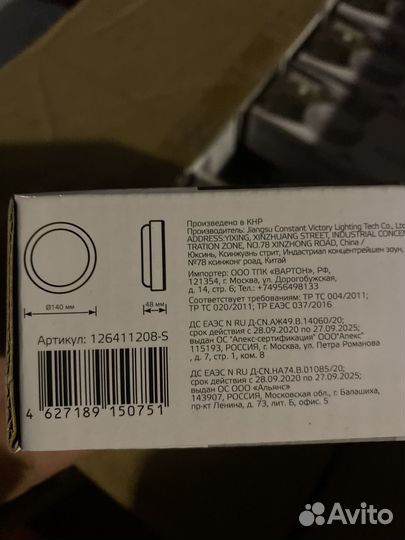 Произведено в КНР
Производитель: Jiangsu Constant Victory Lighting Tech Co., Ltd
ADDRESS:YIXING, XINZHUANG STREET, INDUSTRIAL CONCEN
TRATION ZONE, NO.78 XINZHONG ROAD, China /
Юксинь, Ксинжуань стрит, Индастриал концентрейшен зоун,
№78 ксинжонг роад, Китай
Импортер: ООО ТПК «ВАРТОН», РФ,
121354, г. Москва, ул. Дорогобужская,
д. 14, стр. 6; Тел.: +74956498133
Соответствует требованиям: ТР ТС 004/2011;
ТР ТС 020/2011; ТР ЕАЭС 037/2016
Ø140 мм
48 мм
Артикул: 126411208-S
4 627189 150751
ДС ЕАЭС N RU Д-CN.АЖ49.В.14060/20;
срок действия с 28.09.2020 по 27.09.2025;
выдан ОС "Апекс-сертификация" ООО"Апекс"
115193, РОССИЯ, г. Москва, ул. Петра Романова
, д. 7, стр. 1, ком. 8
ДС ЕАЭС N RU Д-CN.НА74.В.01085/20;
срок действия с 28.09.2020 по 27.09.2025;
выдан ОС ООО «Альянс»
143907, РОССИЯ, Московская обл., г. Балашиха,
пр-кт Ленина, д. 73, лит. Б, офис. 5
Avito